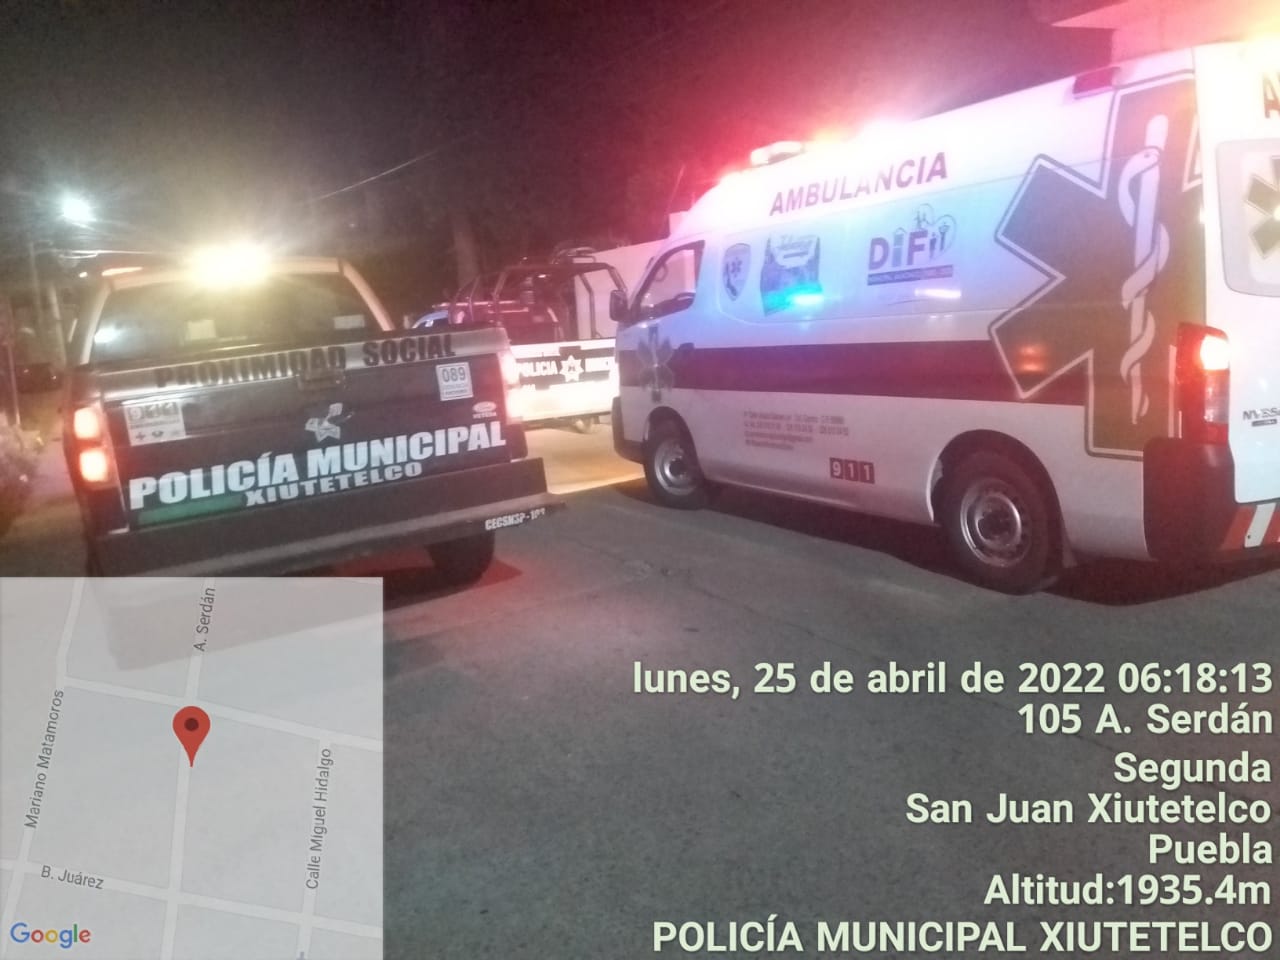 AMBULANCIA
DiF
PROXIMIDAD SOCIAL
089
911
POLICÍA MUNICIPAL
XIUTETELCO
POLICÍA
911
A. Serdán
Mariano Matamoros
Calle Miguel Hidalgo
B. Juárez
Google
lunes, 25 de abril de 2022 06:18:13
105 A. Serdán
Segunda
San Juan Xiutetelco
Puebla
Altitud:1935.4m
POLICÍA MUNICIPAL XIUTETELCO